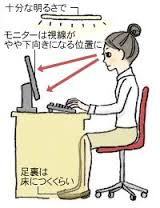 十分な明るさで
モニターは視線が
やや下向きになる位置に
足裏は
床につくくらい